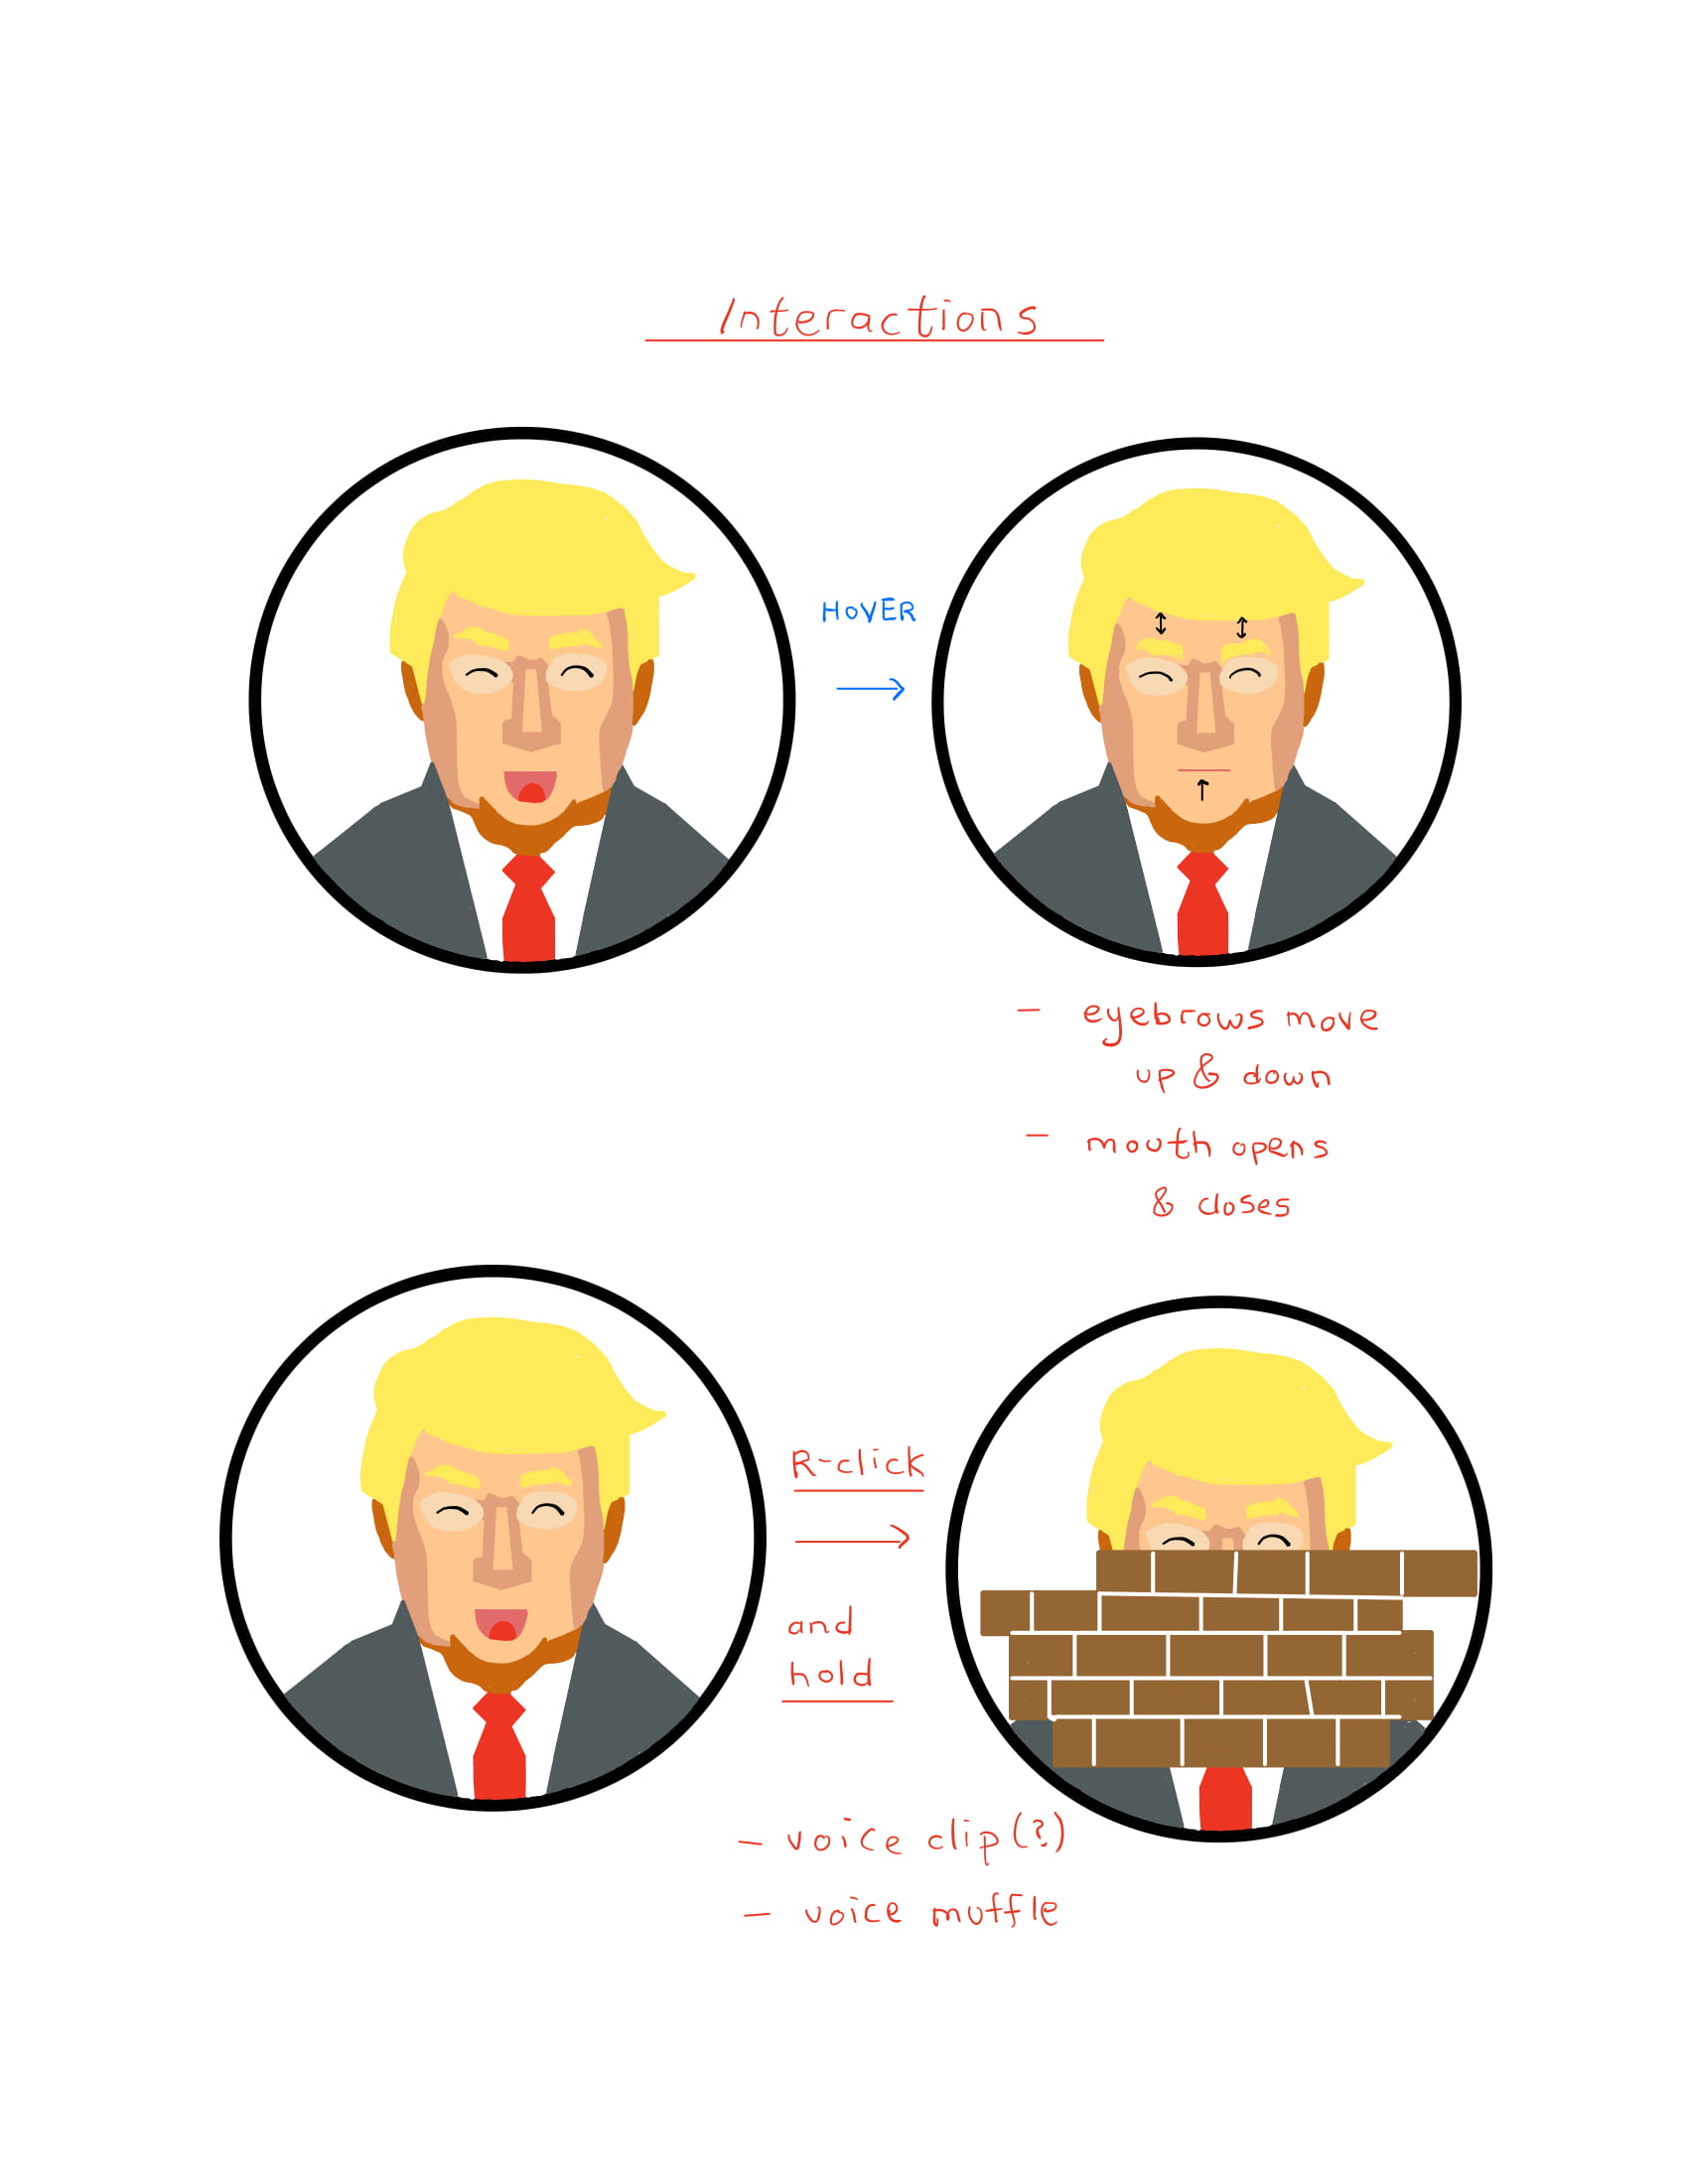 Interactions
HOVER
- eyebrows move
up & down
- mouth opens
& closes
R-click
and
hold
- voice clip(?)
- voice muffle